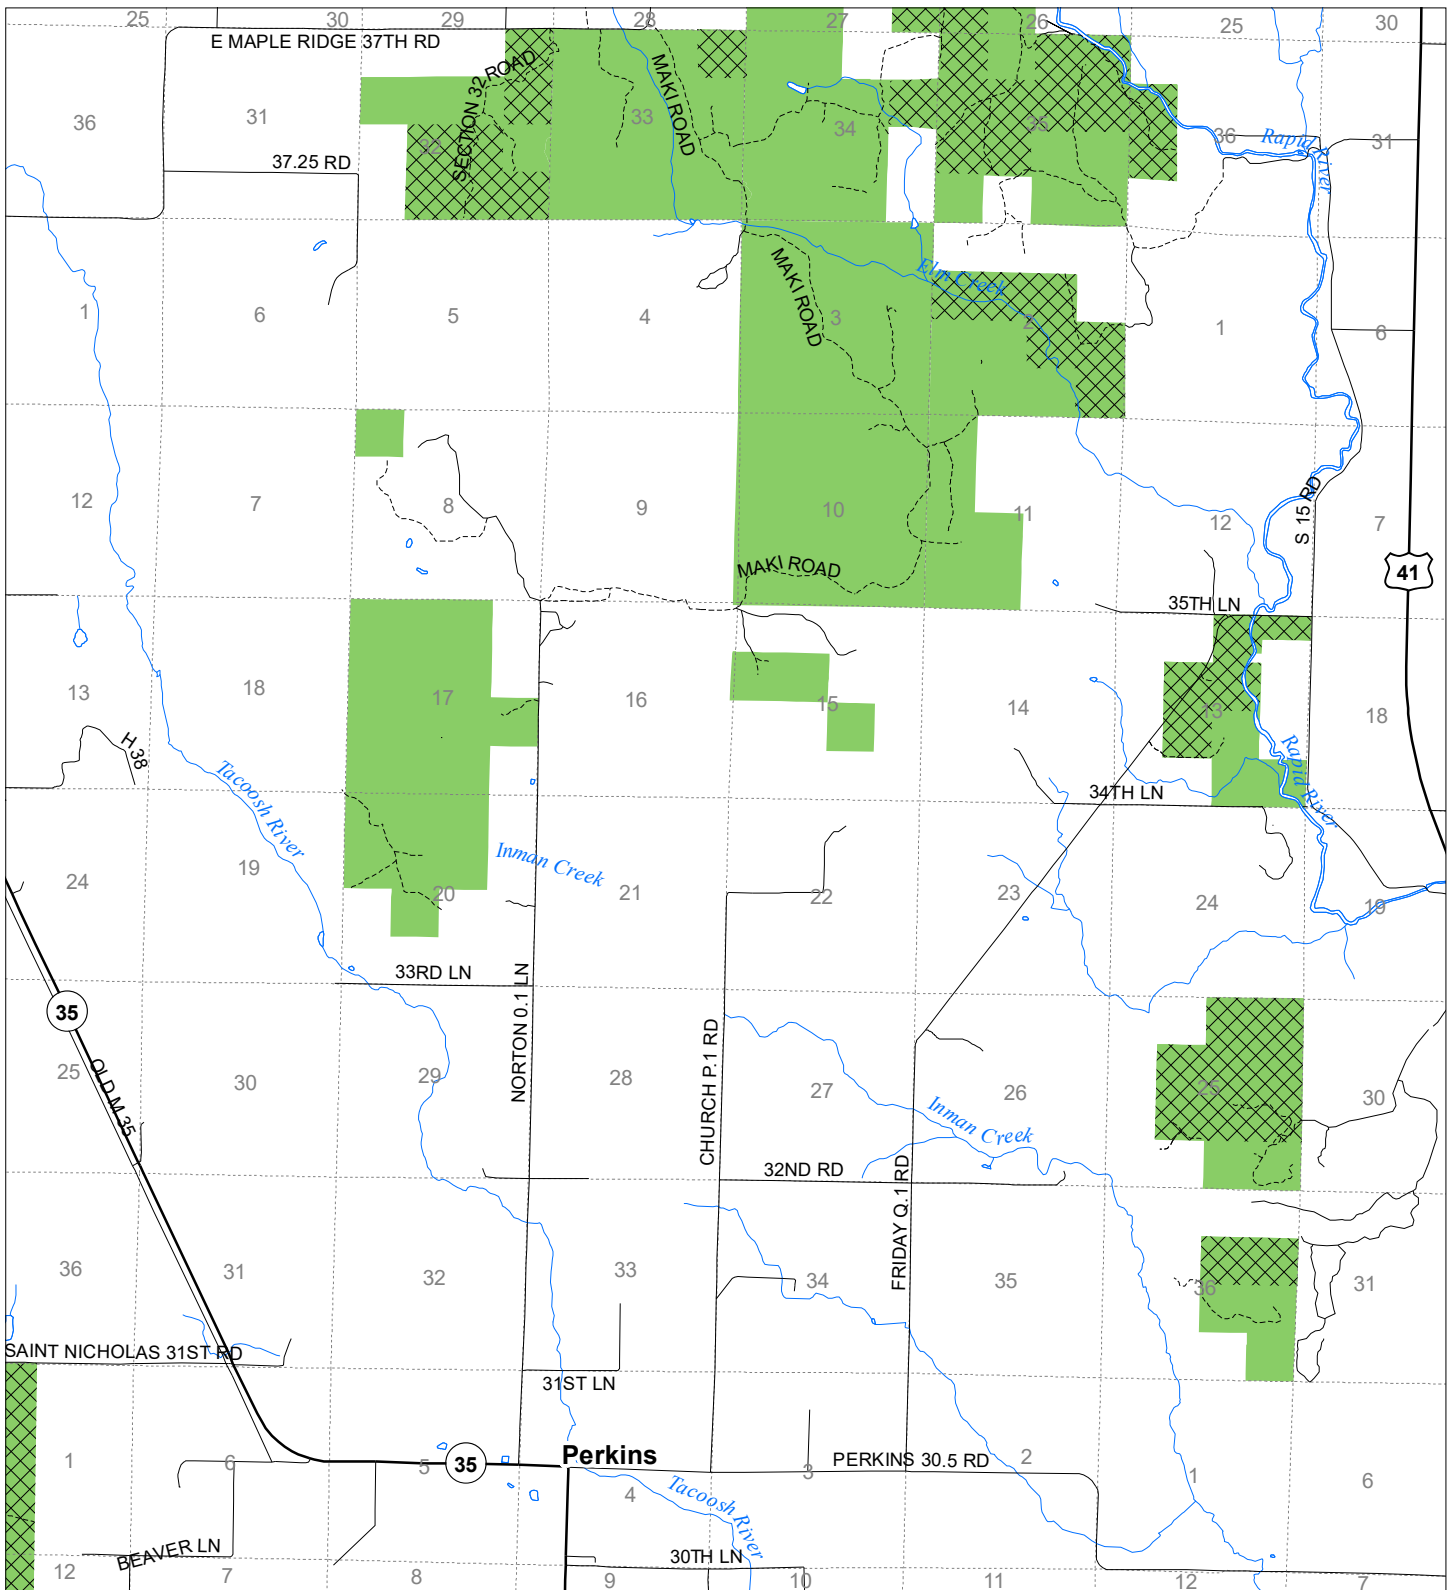 25 30 29 28 27 26 25 30
E MAPLE RIDGE 37TH RD
36 31 SECTION 32 ROAD 32 33 MAKI ROAD 34 35 36 Rapid River 31
37.25 RD
1 6 5 4 MAKI ROAD 3 Elm Creek 2 1 6
12 7 8 9 10 11 12 S 15 RD 7
MAKI ROAD
41
35TH LN
13 18 17 16 15 14 13 18
H 38
Tacoosh River
Rapid River
34TH LN
24 19 20 Inman Creek 21 22 23 24 19
33RD LN
35
NORTON 0.1 LN
CHURCH P.1 RD
25 OLD M 35 30 29 28 27 Inman Creek 26 25 30
32ND RD
FRIDAY Q.1 RD
36 31 32 33 34 35 36 31
SAINT NICHOLAS 31ST RD
31ST LN
1 6 5 35 Perkins 3 PERKINS 30.5 RD 2 1 6
4 Tacoosh River
BEAVER LN
30TH LN
12 7 8 9 10 11 12 7